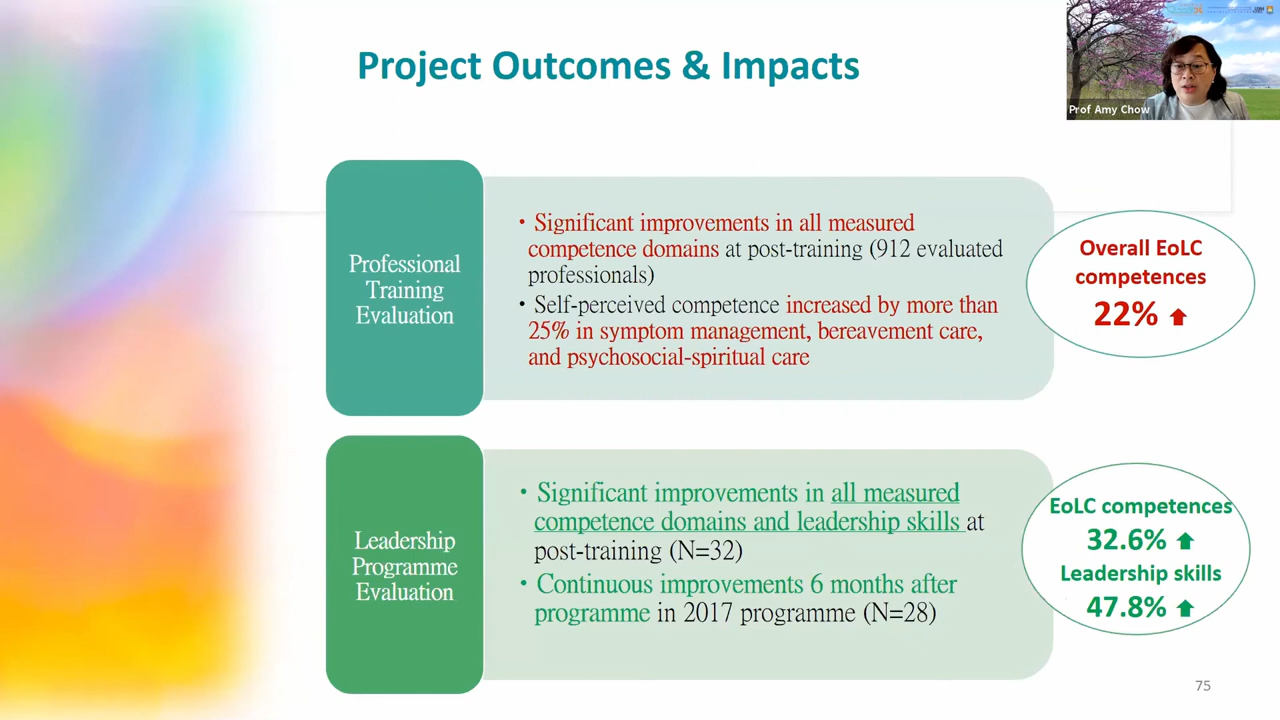 Project Outcomes & Impacts
Prof Amy Chow
Professional
Training
Evaluation
• Significant improvements in all measured
competence domains at post-training (912 evaluated
professionals)
• Self-perceived competence increased by more than
25% in symptom management, bereavement care,
and psychosocial-spiritual care
Overall EoLC
competences
22%
Leadership
Programme
Evaluation
• Significant improvements in all measured
competence domains and leadership skills at
post-training (N=32)
• Continuous improvements 6 months after
programme in 2017 programme (N=28)
EoLC competences
32.6%
Leadership skills
47.8%
75